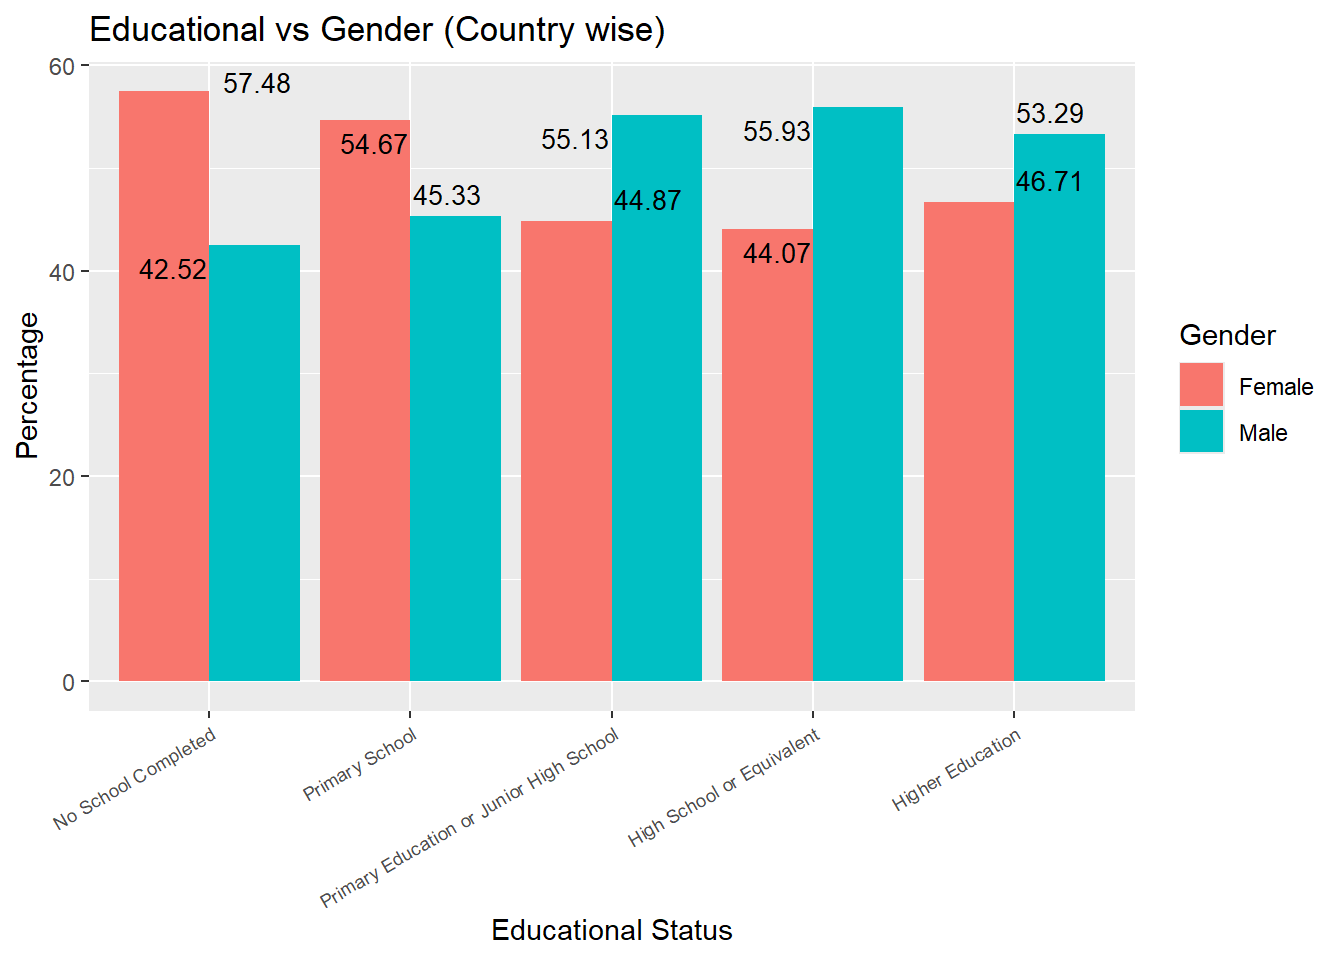 Educational vs Gender (Country wise)
Percentage
60
40
20
0
57.48
42.52
54.67
45.33
55.13
44.87
55.93
44.07
53.29
46.71
No School Completed
Primary School
Primary Education or Junior High School
High School or Equivalent
Higher Education
Educational Status
Gender
Female
Male